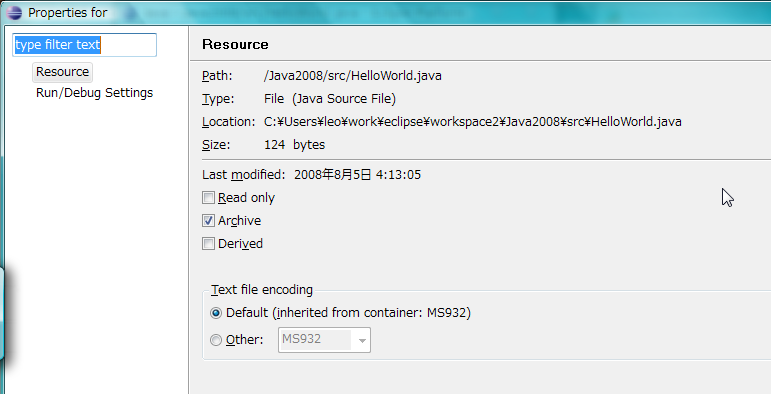 Properties for
type filter text
Resource
Run/Debug Settings
Resource
Path: /Java2008/src/HelloWorld.java
Type: File (Java Source File)
Location: C:¥Users¥leo¥work¥eclipse¥workspace2¥Java2008¥src¥HelloWorld.java
Size: 124 bytes
Last modified: 2008年8月5日 4:13:05
Read only
Archive
Derived
Text file encoding
Default (inherited from container: MS932)
Other: MS932